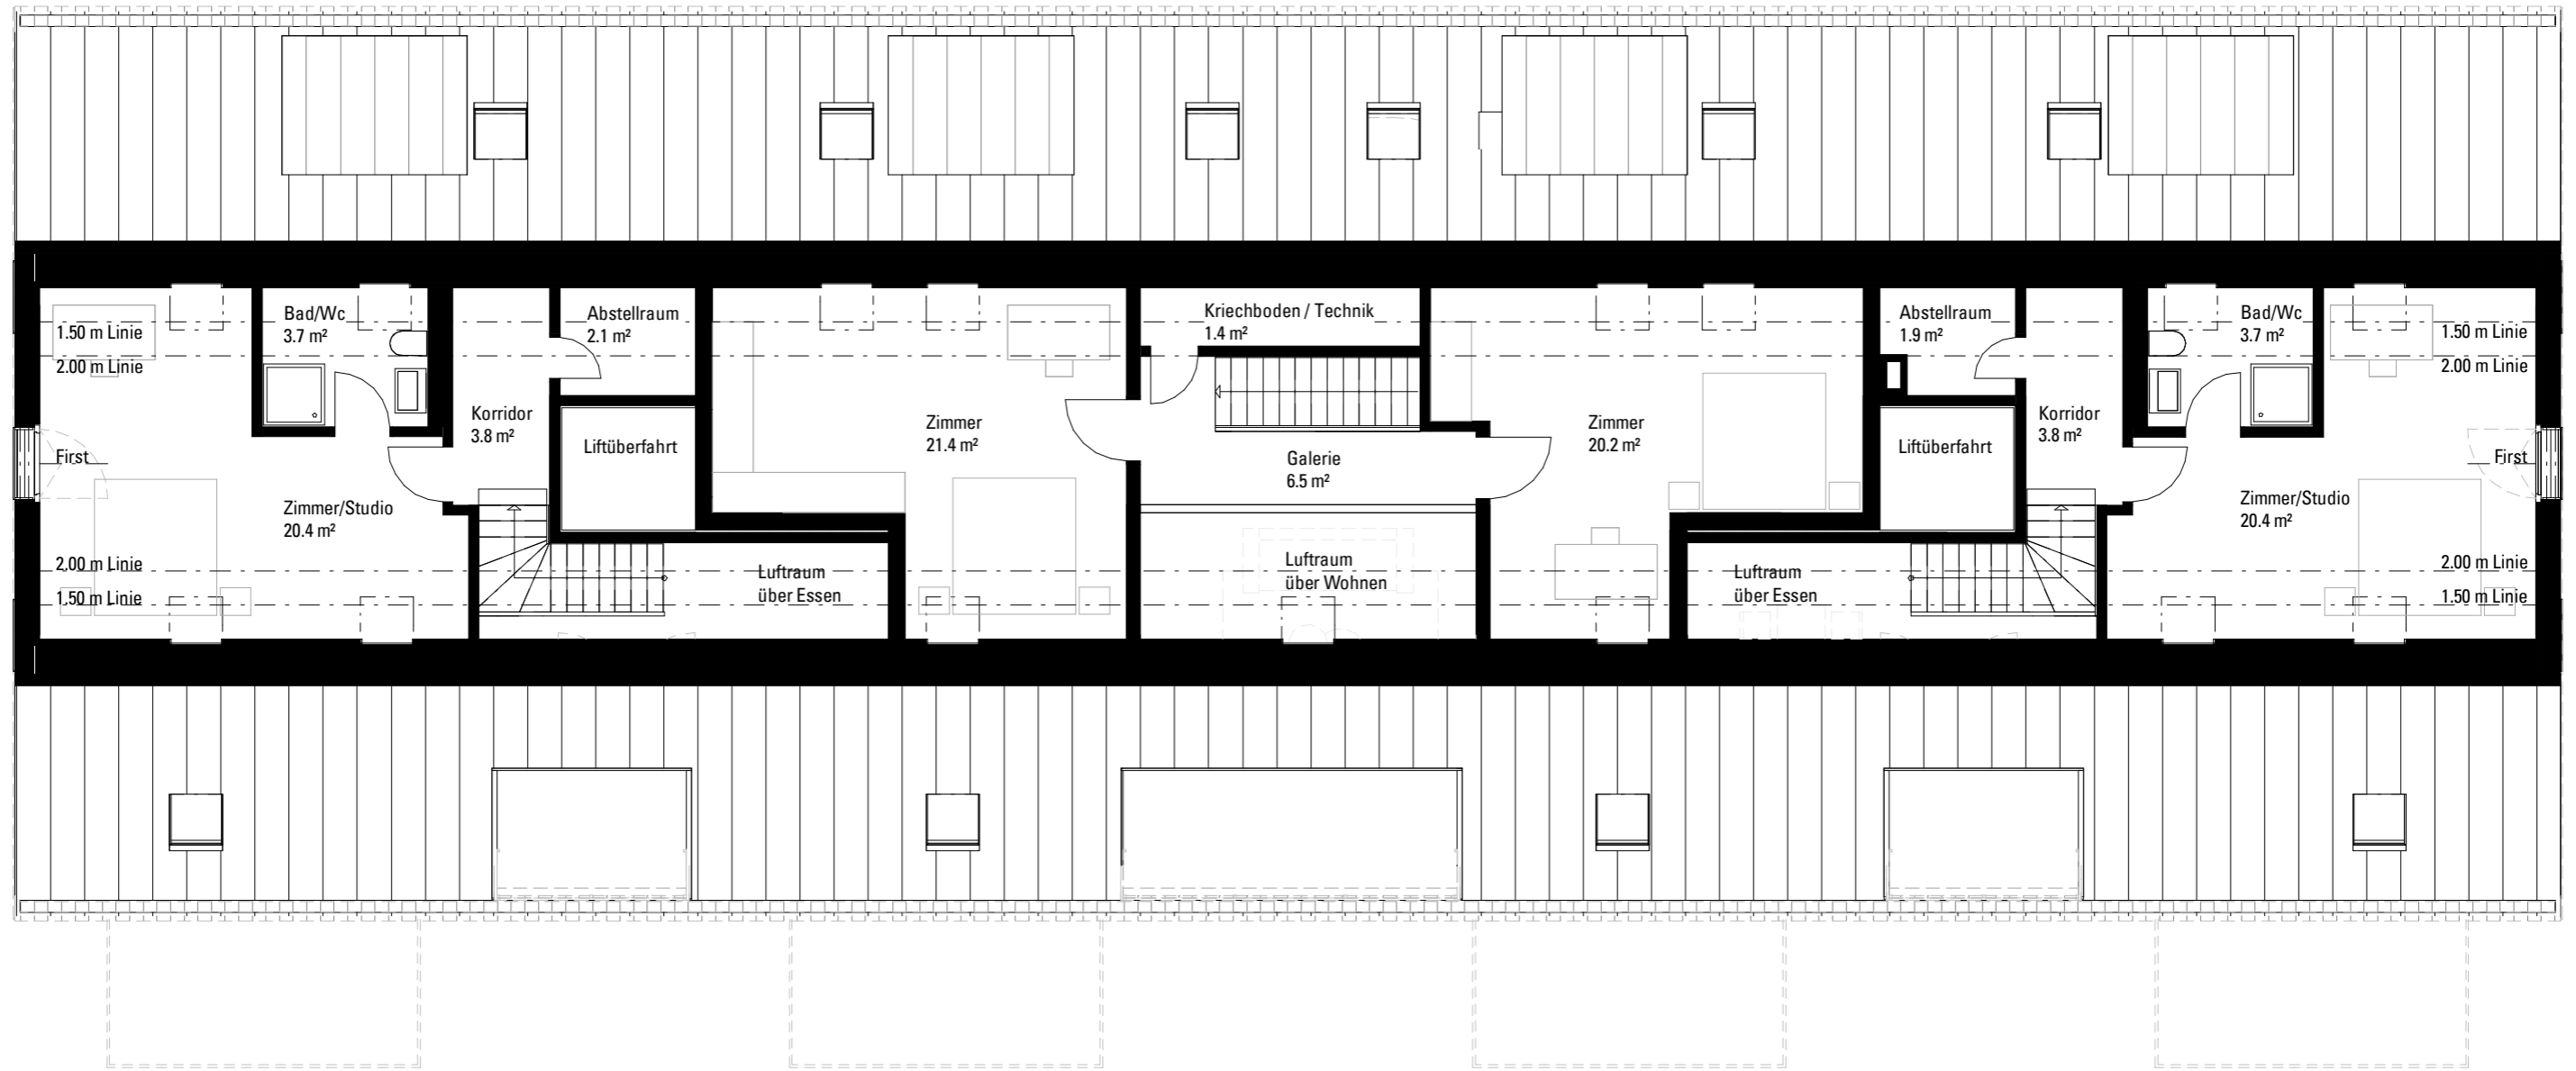 1.50 m Linie
2.00 m Linie
Bad/Wc
3.7 m²
Korridor
3.8 m²
Abstellraum
2.1 m²
Liftüberfahrt
First
Zimmer/Studio
20.4 m²
2.00 m Linie
1.50 m Linie
Luftraum
über Essen
Zimmer
21.4 m²
Kriechboden / Technik
1.4 m²
Galerie
6.5 m²
Luftraum
über Wohnen
Zimmer
20.2 m²
Luftraum
über Essen
Abstellraum
1.9 m²
Liftüberfahrt
Korridor
3.8 m²
Bad/Wc
3.7 m²
1.50 m Linie
2.00 m Linie
First
Zimmer/Studio
20.4 m²
2.00 m Linie
1.50 m Linie